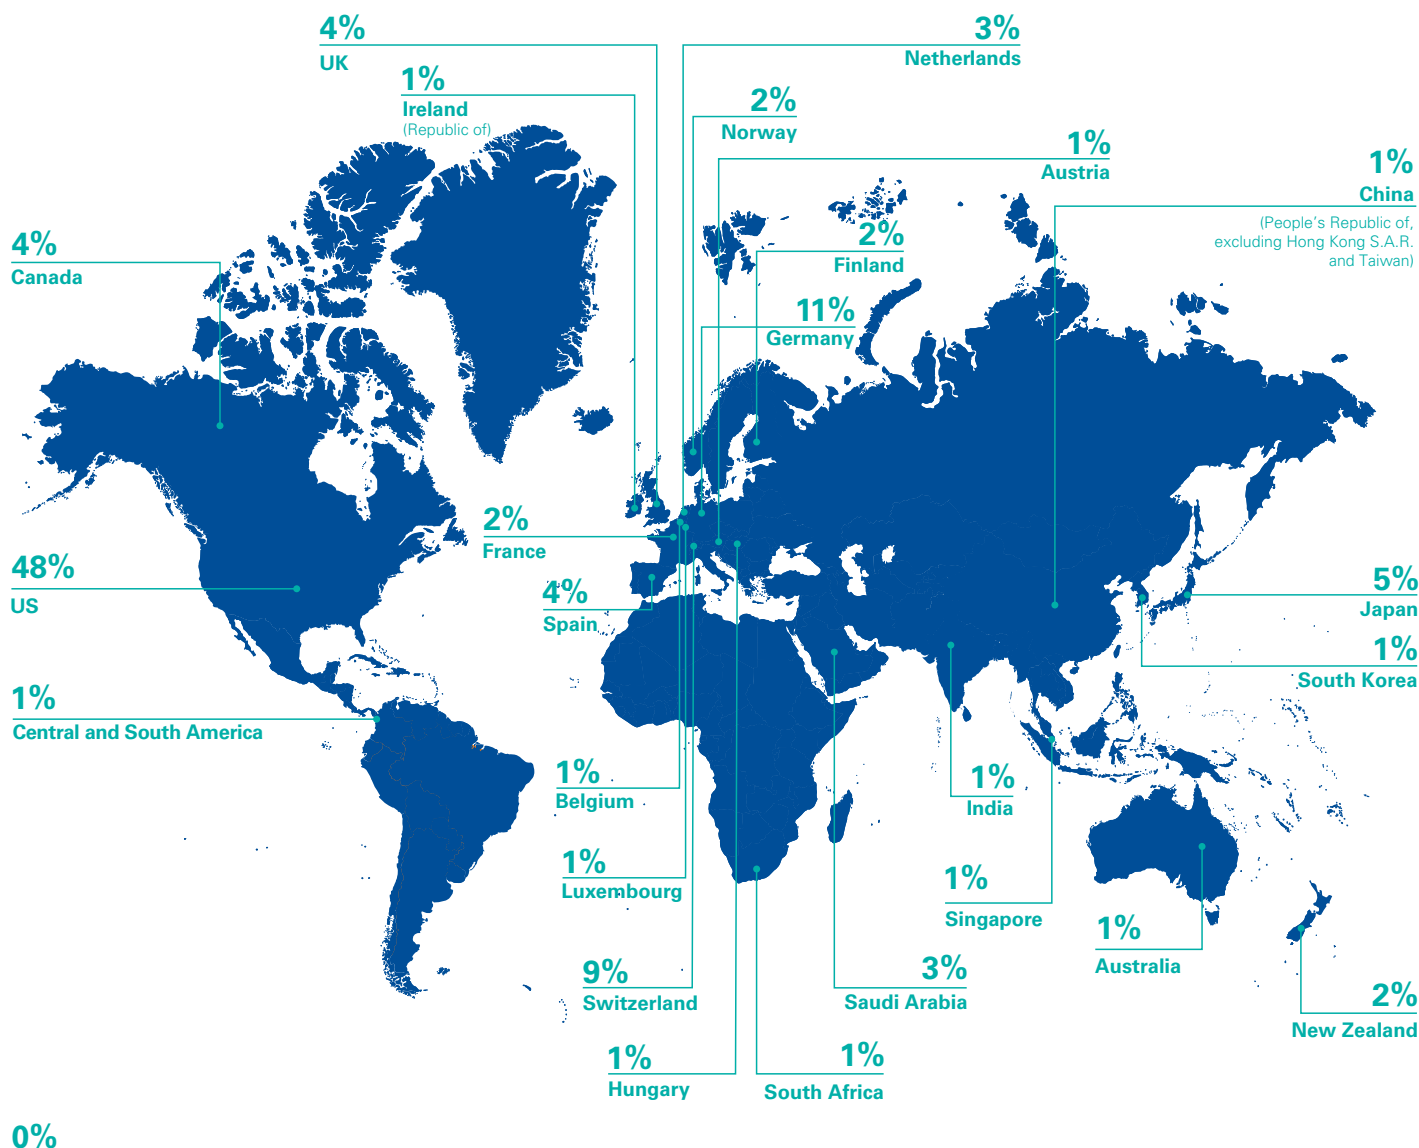 4%
UK
3%
Netherlands
1%
Ireland
(Republic of)
2%
Norway
1%
Austria
1%
China
(People's Republic of,
excluding Hong Kong S.A.R.
and Taiwan)
4%
Canada
2%
Finland
11%
Germany
2%
France
48%
US
4%
Spain
5%
Japan
1%
South Korea
1%
Central and South America
1%
Belgium
1%
India
1%
Luxembourg
1%
Singapore
1%
Australia
9%
Switzerland
3%
Saudi Arabia
2%
New Zealand
1%
Hungary
1%
South Africa
0%